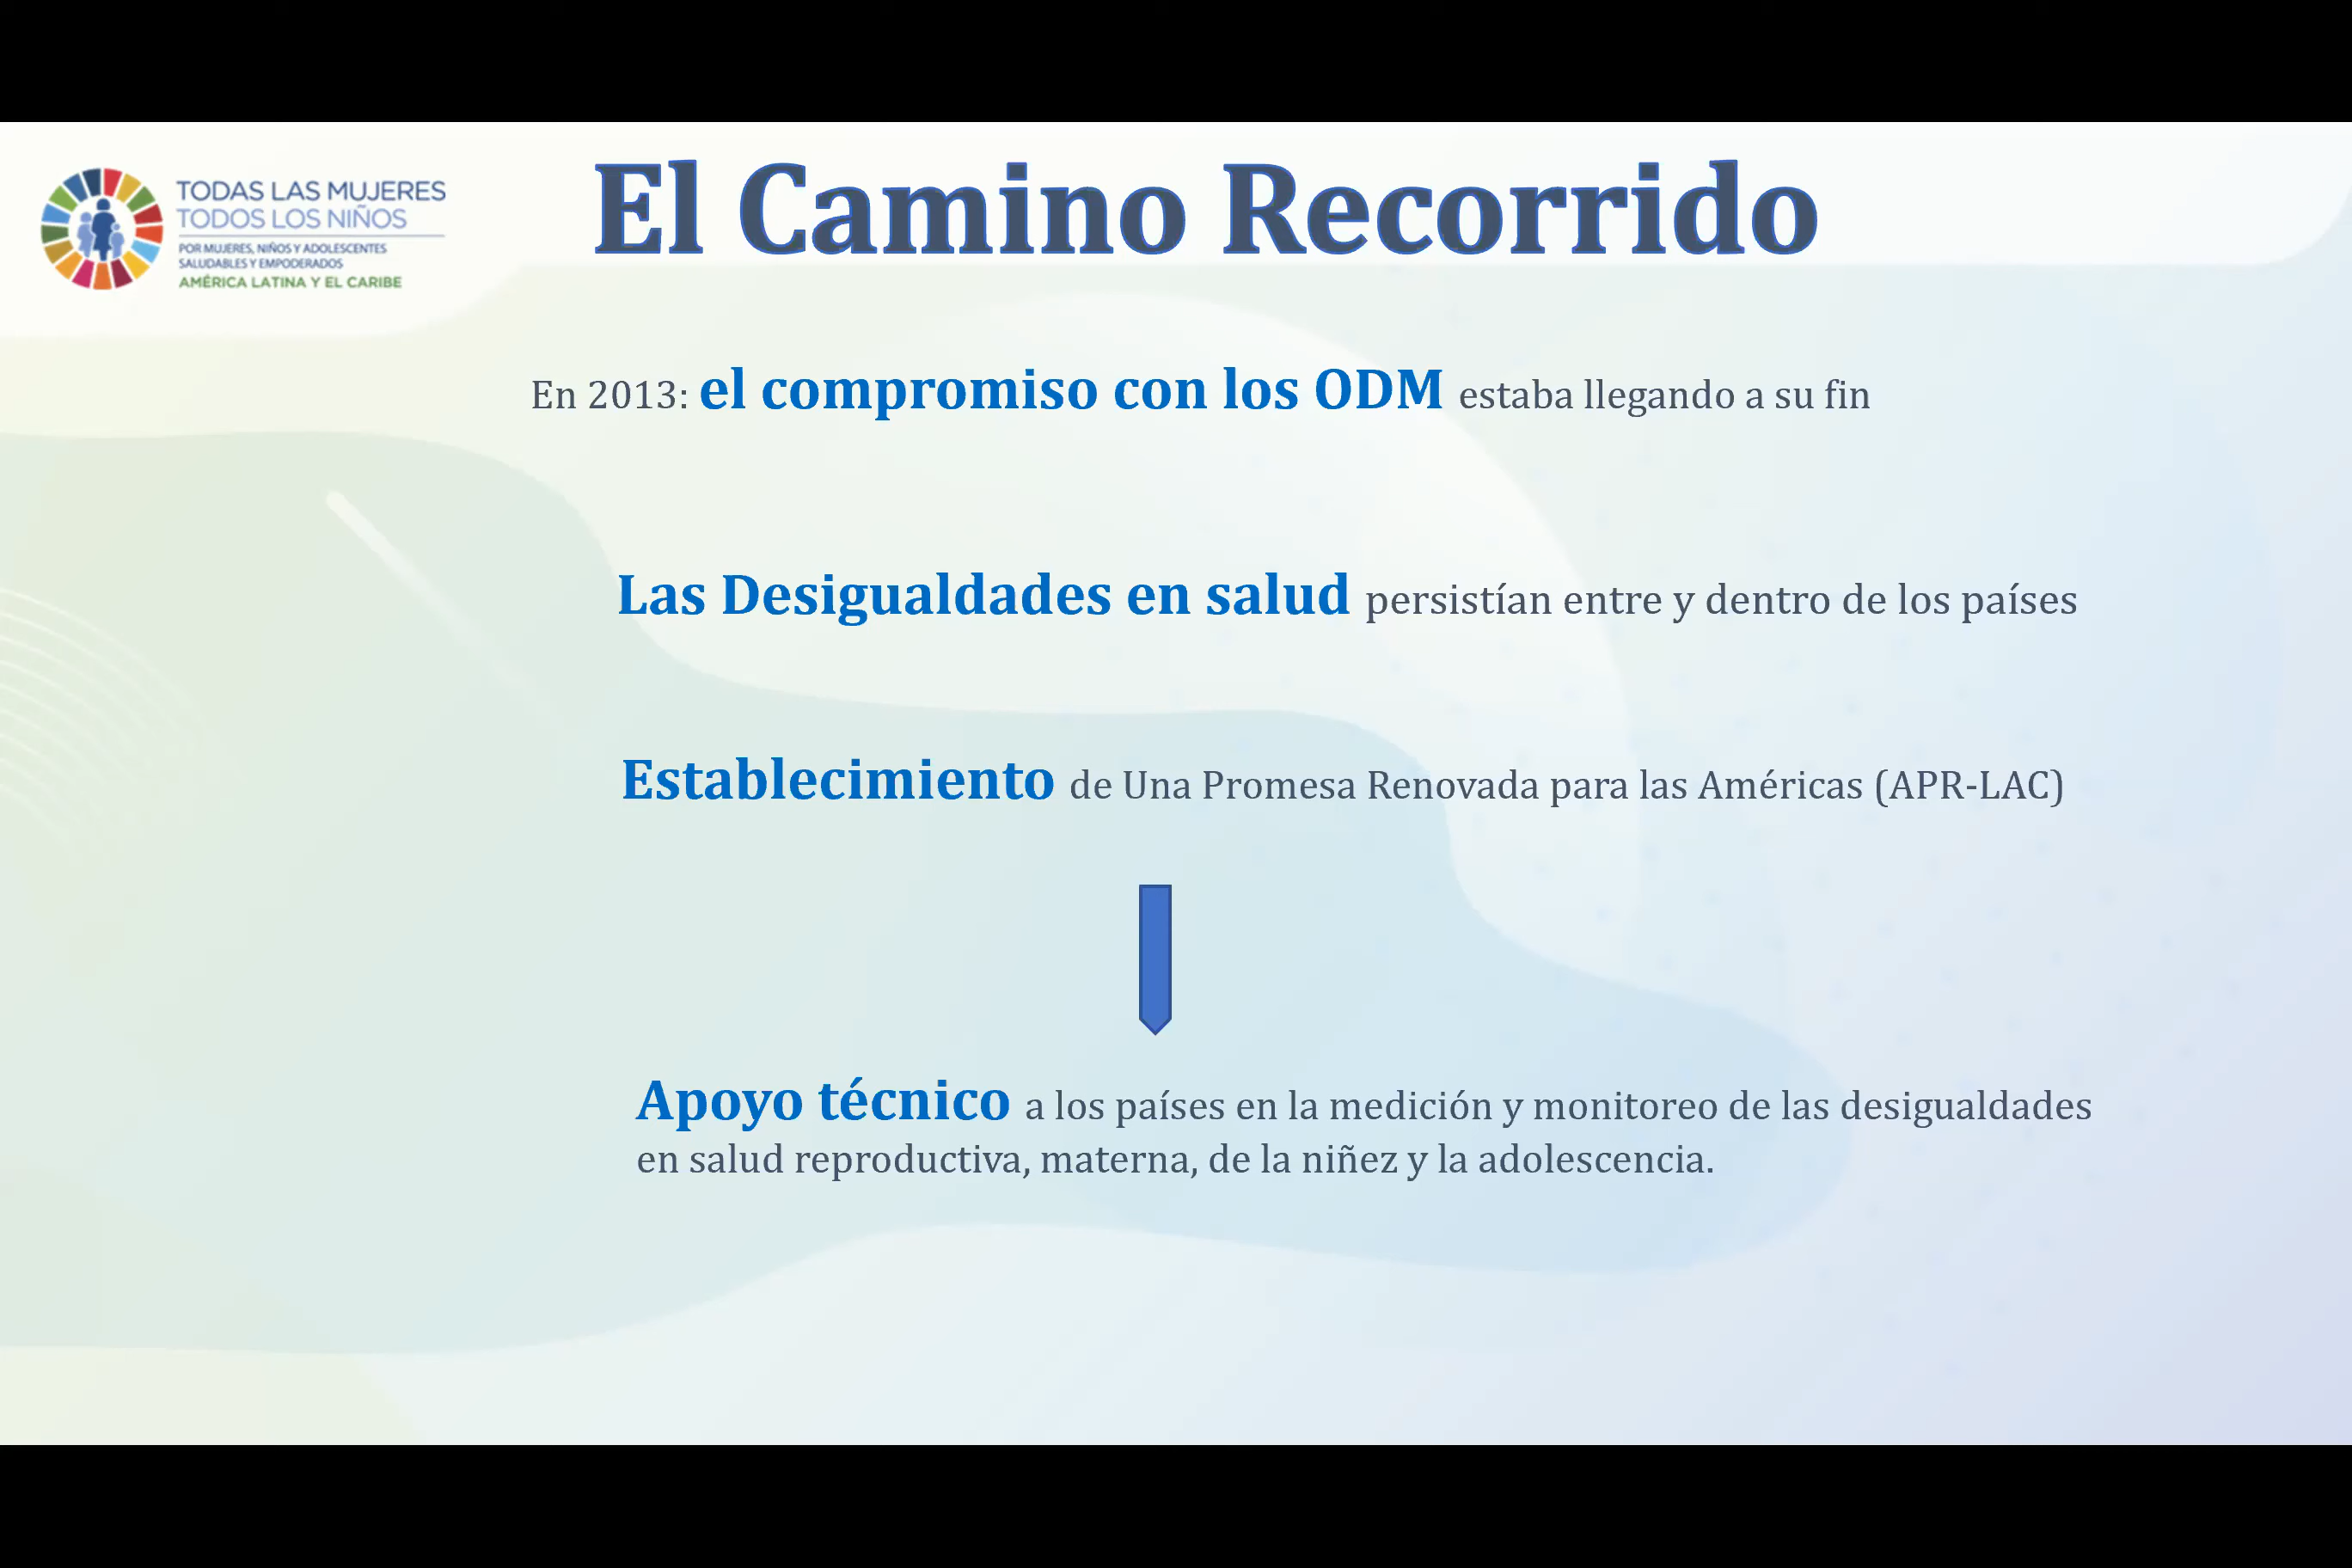 TODAS LAS MUJERES
TODOS LOS NIÑOS
POR MUJERES, NIÑOS Y ADOLESCENTES
SALUDABLES Y EMPODERADOS
AMÉRICA LATINA Y EL CARIBE
El Camino Recorrido
En 2013: el compromiso con los ODM estaba llegando a su fin
Las Desigualdades en salud persistían entre y dentro de los países
Establecimiento de Una Promesa Renovada para las Américas (APR-LAC)
Apoyo técnico a los países en la medición y monitoreo de las desigualdades
en salud reproductiva, materna, de la niñez y la adolescencia.